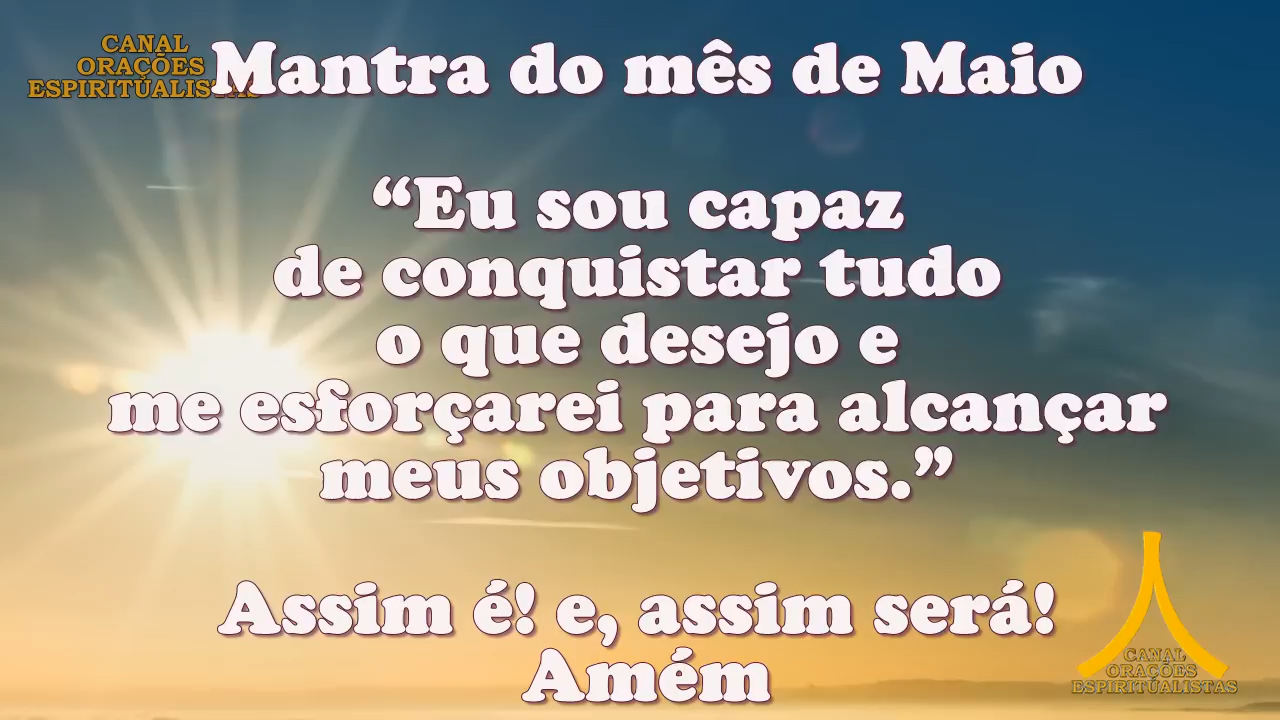 CANAL
ORAÇÕES
ESPIRITUALISTAS
Mantra do mês de Maio
“Eu sou capaz
de conquistar tudo
o que desejo e
me esforçarei para alcançar
meus objetivos.”
Assim é! e, assim será!
Amém
CANAL
ORAÇÕES
ESPIRITUALISTAS